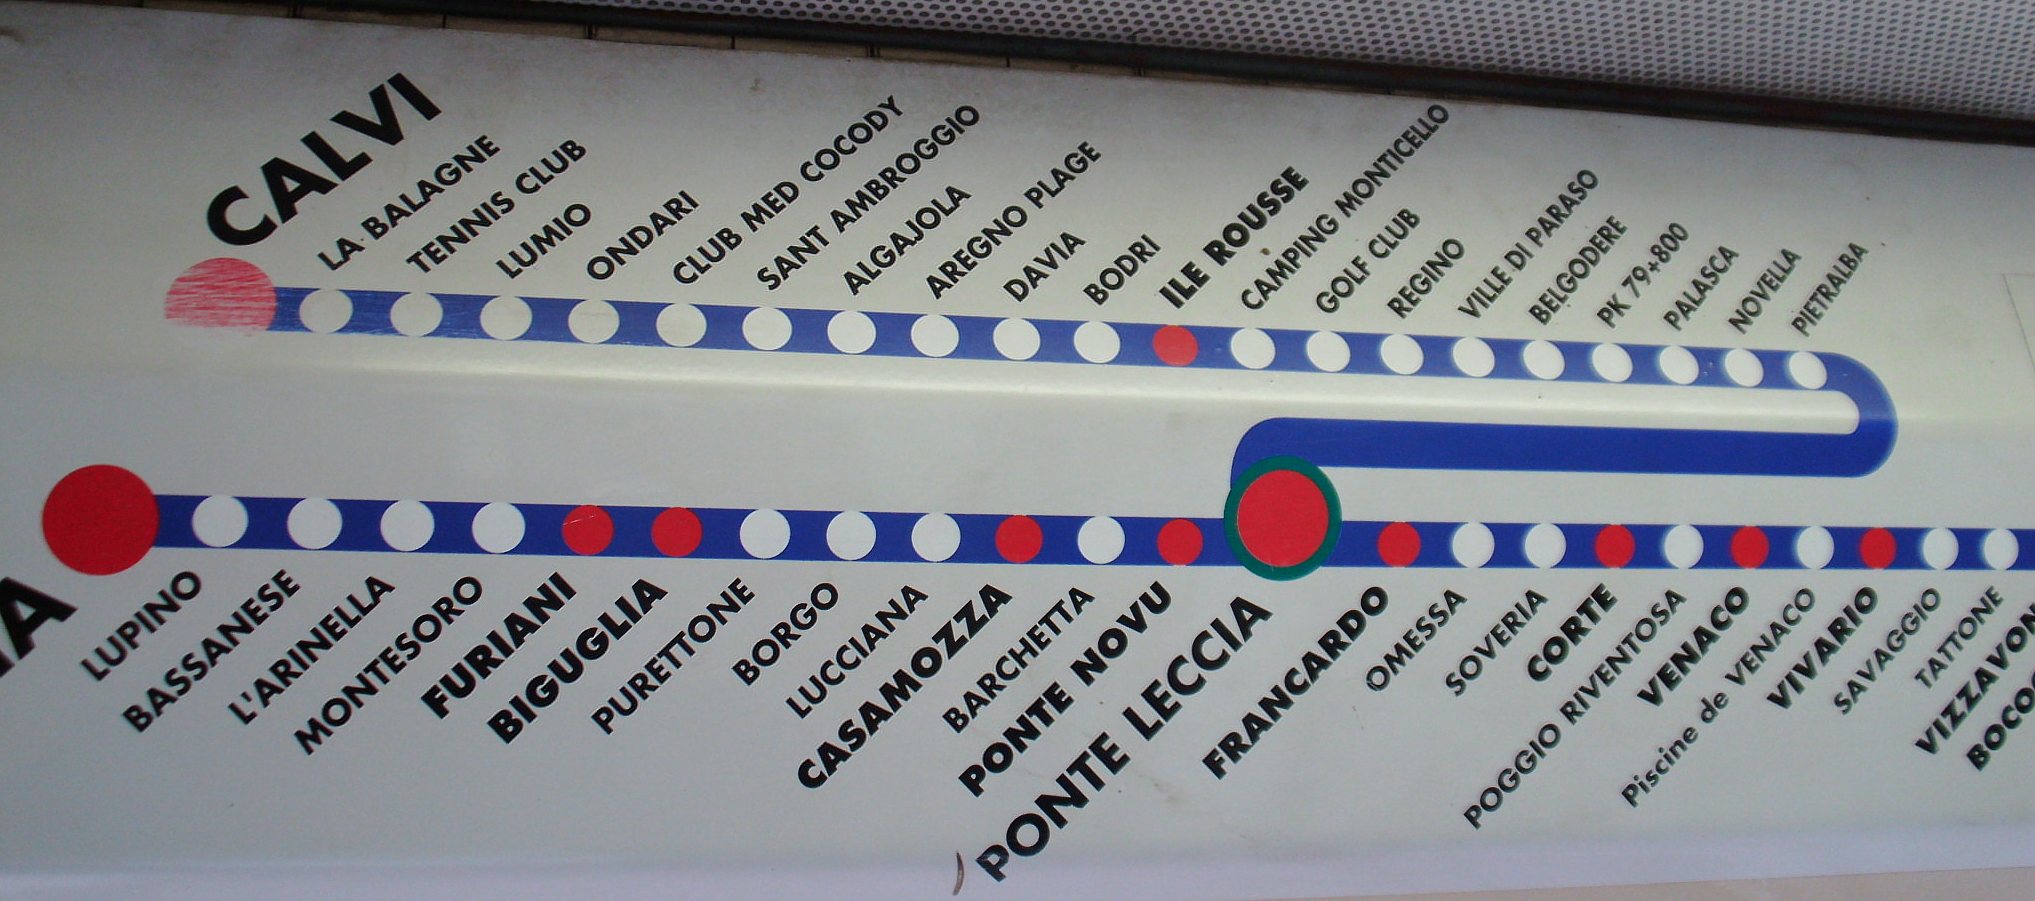 CALVI
LA BALAGNE
TENNIS CLUB
LUMIO
ONDARI
CLUB MED COCODY
SANT AMBROGGIO
ALGAJOLA
AREGNO PLAGE
DAVIA
BODRI
ILE ROUSSE
CAMPING MONTICELLO
GOLF CLUB
REGINO
VILLE DI PARASO
BELGODERE
PK 79+800
PALASCA
NOVELLA
PIETRALBA
IA
LUPINO
BASSANESE
L'ARINELLA
MONTESORO
FURIANI
BIGUGLIA
PURETTONE
BORGO
LUCCIANA
CASAMOZZA
BARCHETTA
PONTE NOVU
PONTE LECCIA
FRANCARDO
OMESSA
SOVERIA
CORTE
POGGIO RIVENTOSA
VENACO
Piscine de VENACO
VIVARIO
SAVAGGIO
TATTONE
VIZZAVON
BOCO